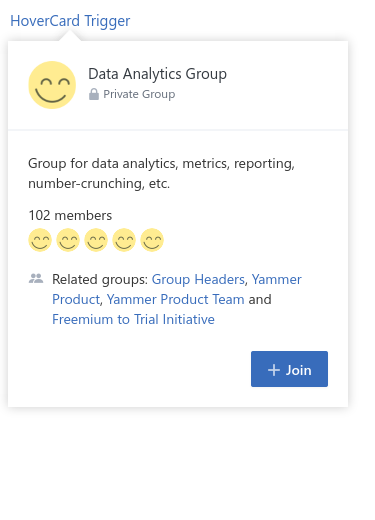 HoverCard Trigger
Data Analytics Group
Private Group
Group for data analytics, metrics, reporting,
number-crunching, etc.
102 members
Related groups: Group Headers, Yammer
Product, Yammer Product Team and
Freemium to Trial Initiative
Join